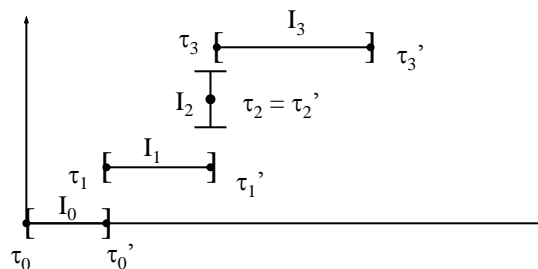 τ₃ [ I₃ ] τ₃’
I₂ τ₂ = τ₂’
τ₁ [ I₁ ] τ₁’
[ I₀ ]
τ₀ τ₀’